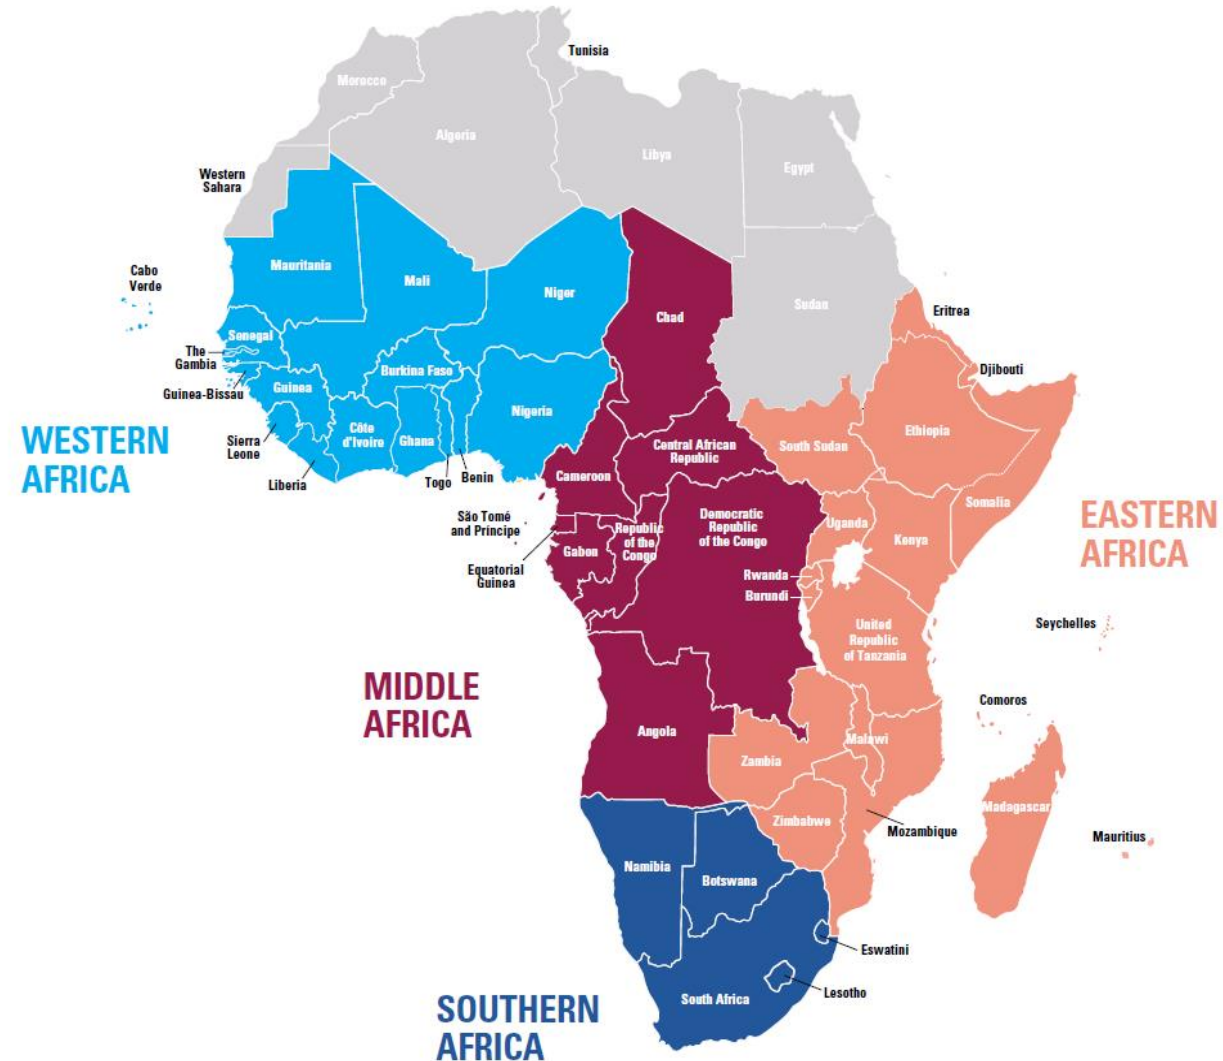 Tunisia
Morocco
Algeria
Libya
Egypt
Western
Sahara
Cabo
Verde
Mauritania
Mali
Niger
Chad
Sudan
Eritrea
Senegal
The
Gambia
Guinea-Bissau
Guinea
Burkina Faso
Nigeria
Djibouti
WESTERN
AFRICA
Sierra
Leone
Liberia
Côte
d'Ivoire
Ghana
Togo
Benin
Cameroon
Central African
Republic
South Sudan
Ethiopia
Somalia
EASTERN
AFRICA
São Tomé
and Príncipe
Equatorial
Guinea
Gabon
Republic
of the
Congo
Democratic
Republic
of the Congo
Uganda
Kenya
Rwanda
Burundi
United
Republic
of Tanzania
Seychelles
MIDDLE
AFRICA
Angola
Zambia
Malawi
Comoros
Zimbabwe
Mozambique
Madagascar
Mauritius
Namibia
Botswana
Eswatini
Lesotho
South Africa
SOUTHERN
AFRICA